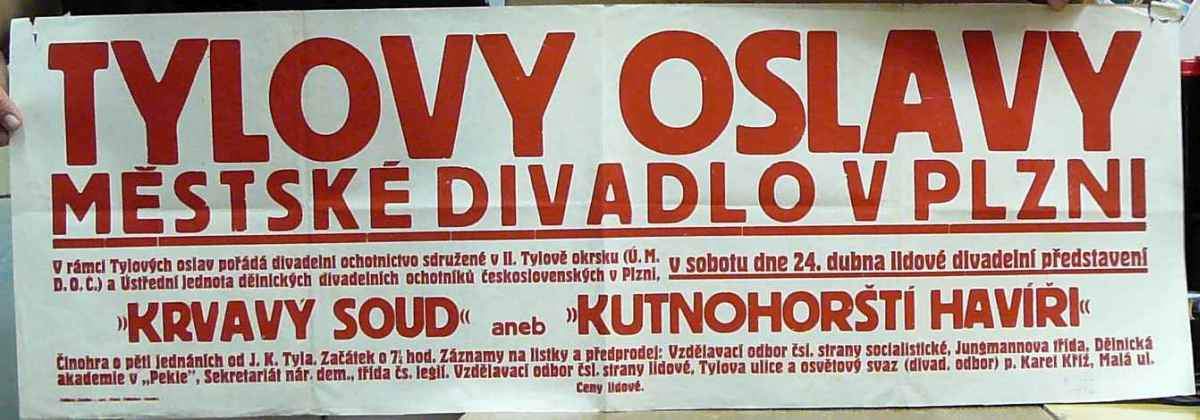 TYLOVY OSLAVY
MĚSTSKÉ DIVADLO V PLZNI
V rámci Tylových oslav pořádá divadelní ochotnictvo sdružené v II. Tylově okrsku (Ú. M.
D. O. Č.) a Ústřední jednota dělnických divadelních ochotníků československých v Plzni,
v sobotu dne 24. dubna lidové divadelní představení
»KRVAVÝ SOUD« aneb »KUTNOHORŠTÍ HAVÍŘI«
Činohra o pěti jednáních od J. K. Tyla. Začátek o 7½ hod. Záznamy na lístky a předprodej: Vzdělávací odbor čsl. strany socialistické, Jungmannova třída, Dělnická
akademie v „Pekle", Sekretariát nár. dem., třída čs. legií. Vzdělávací odbor čsl. strany lidové, Tylova ulice a osvětový svaz (divad. odbor) p. Karel Kříž, Malá ul.
Ceny lidové.